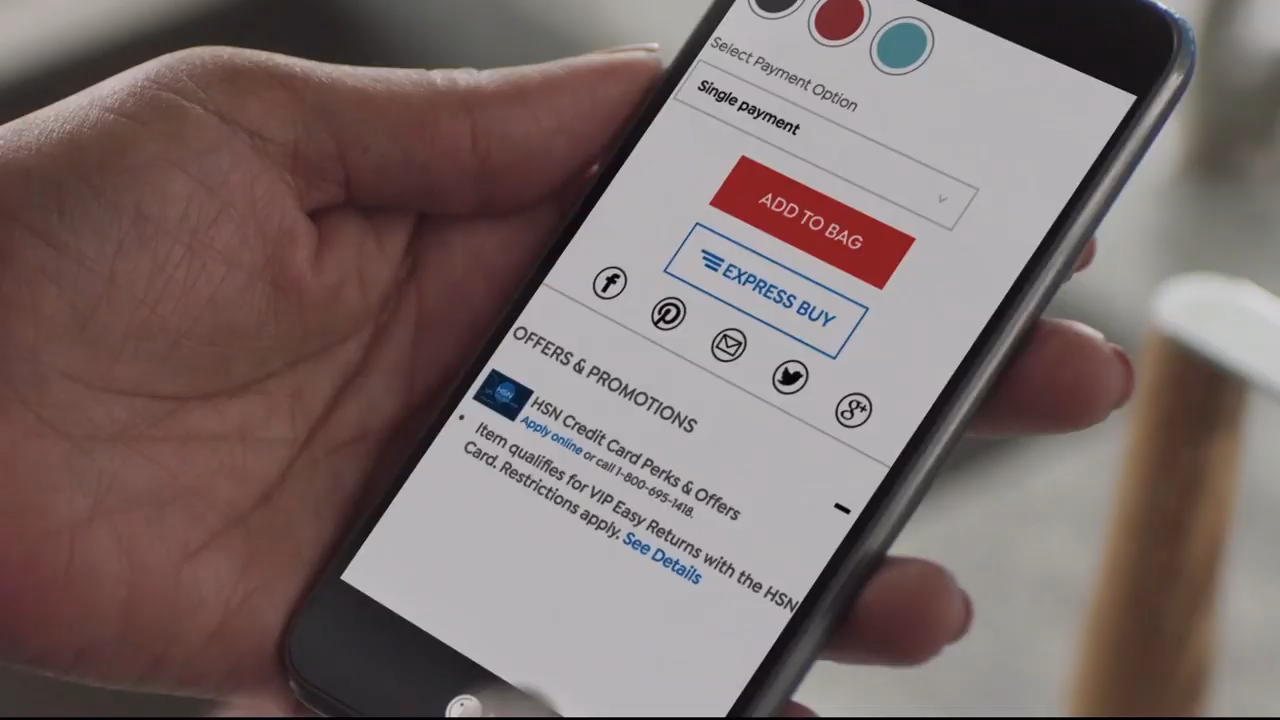 Select Payment Option
Single payment
ADD TO BAG
EXPRESS BUY
OFFERS & PROMOTIONS
HSN
HSN Credit Card Perks & Offers
Apply online or call 1-800-695-1418.
Item qualifies for VIP Easy Returns with the HSN
Card. Restrictions apply. See Details